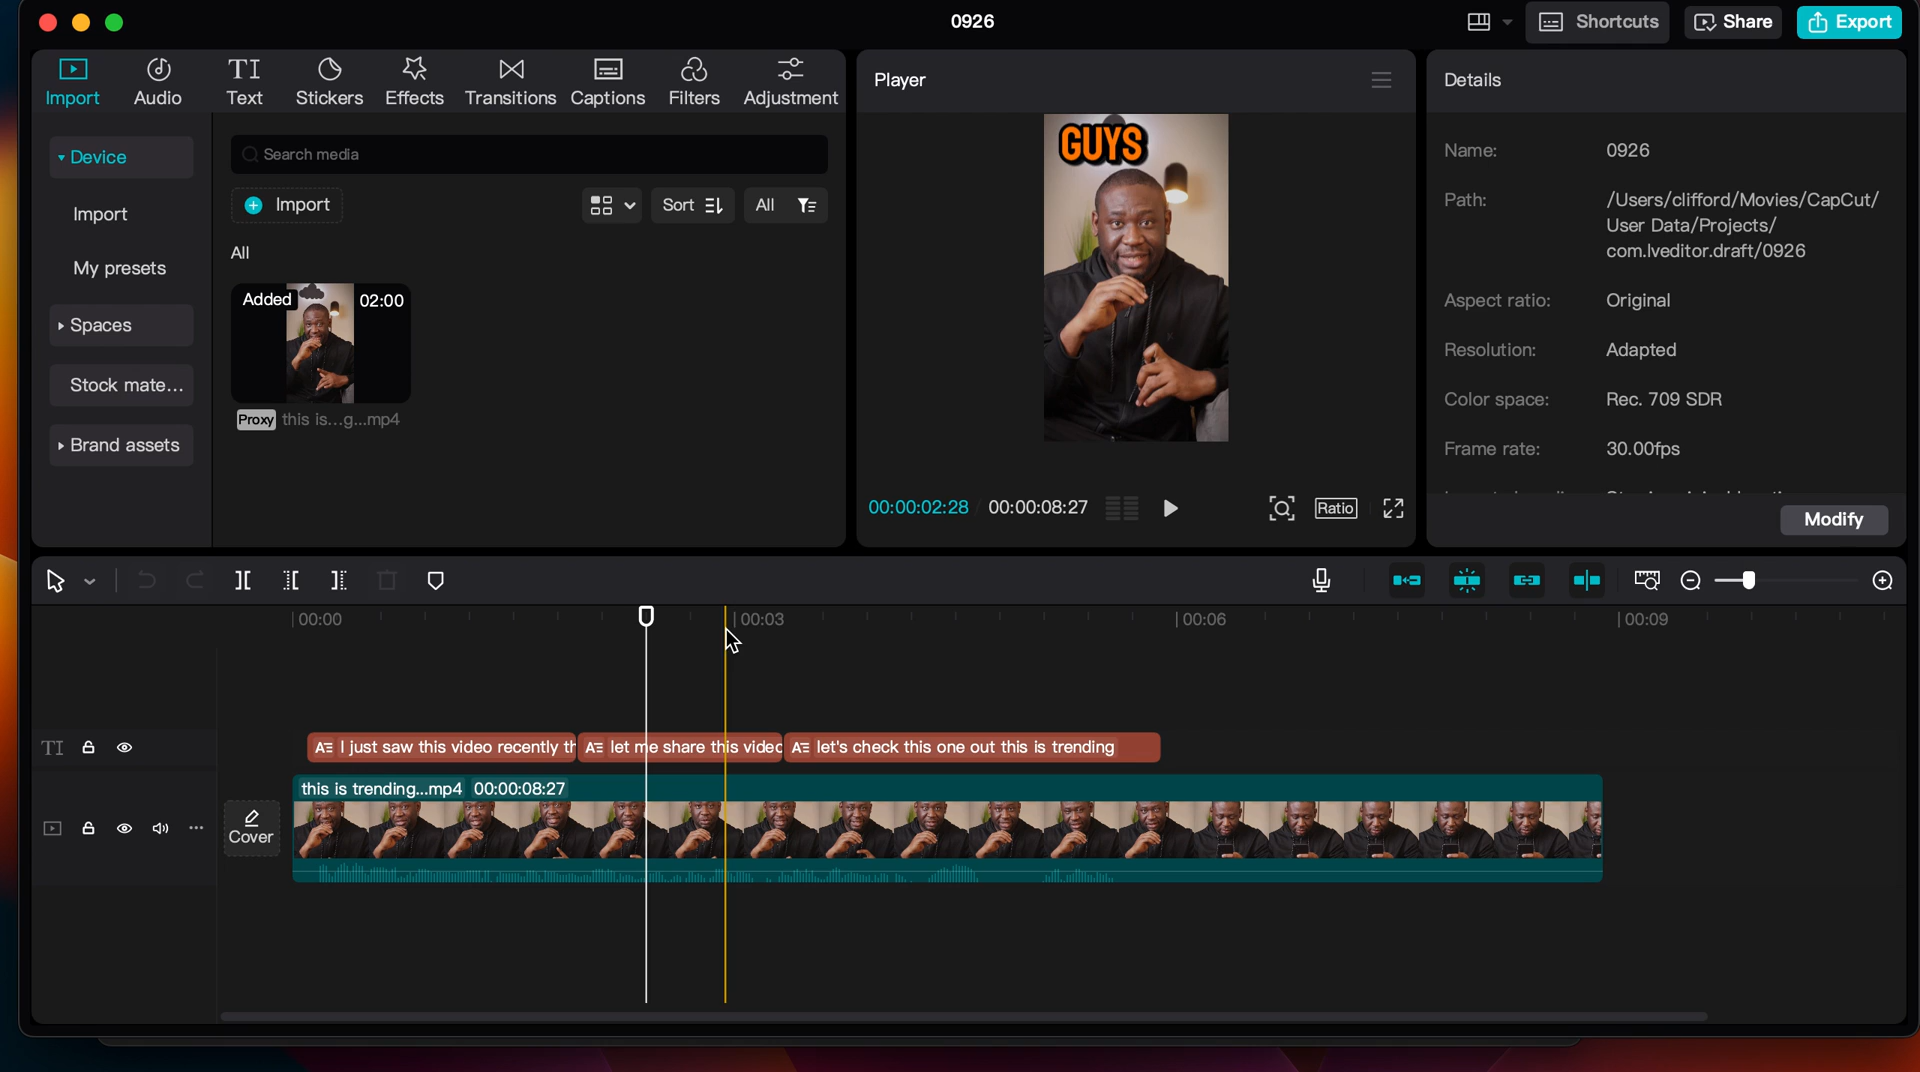 0926
Shortcuts
Share
Export
Import
Audio
TI
Text
Stickers
Effects
Transitions
Captions
Filters
Adjustment
Device
Import
My presets
Spaces
Stock mate...
Brand assets
Search media
Import
Sort
All
All
Added
02:00
Proxy
this is...g...mp4
Player
GUYS
00:00:02:28
00:00:08:27
Ratio
Details
Name:
0926
Path:
/Users/clifford/Movies/CapCut/
User Data/Projects/
com.lveditor.draft/0926
Aspect ratio:
Original
Resolution:
Adapted
Color space:
Rec. 709 SDR
Frame rate:
30.00fps
Modify
00:00
00:03
00:06
00:09
TI
I just saw this video recently th
let me share this videc
let's check this one out this is trending
this is trending...mp4
00:00:08:27
Cover